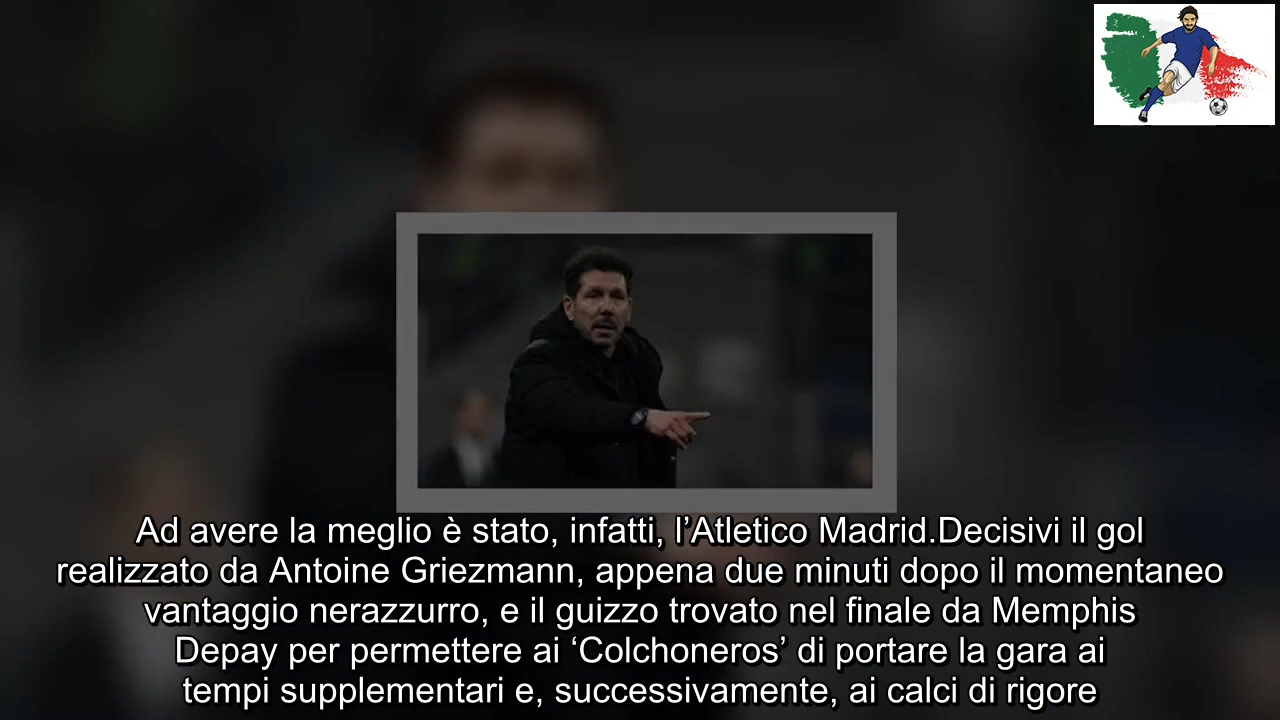 Ad avere la meglio è stato, infatti, l’Atletico Madrid.Decisivi il gol
realizzato da Antoine Griezmann, appena due minuti dopo il momentaneo
vantaggio nerazzurro, e il guizzo trovato nel finale da Memphis
Depay per permettere ai ‘Colchoneros’ di portare la gara ai
tempi supplementari e, successivamente, ai calci di rigore